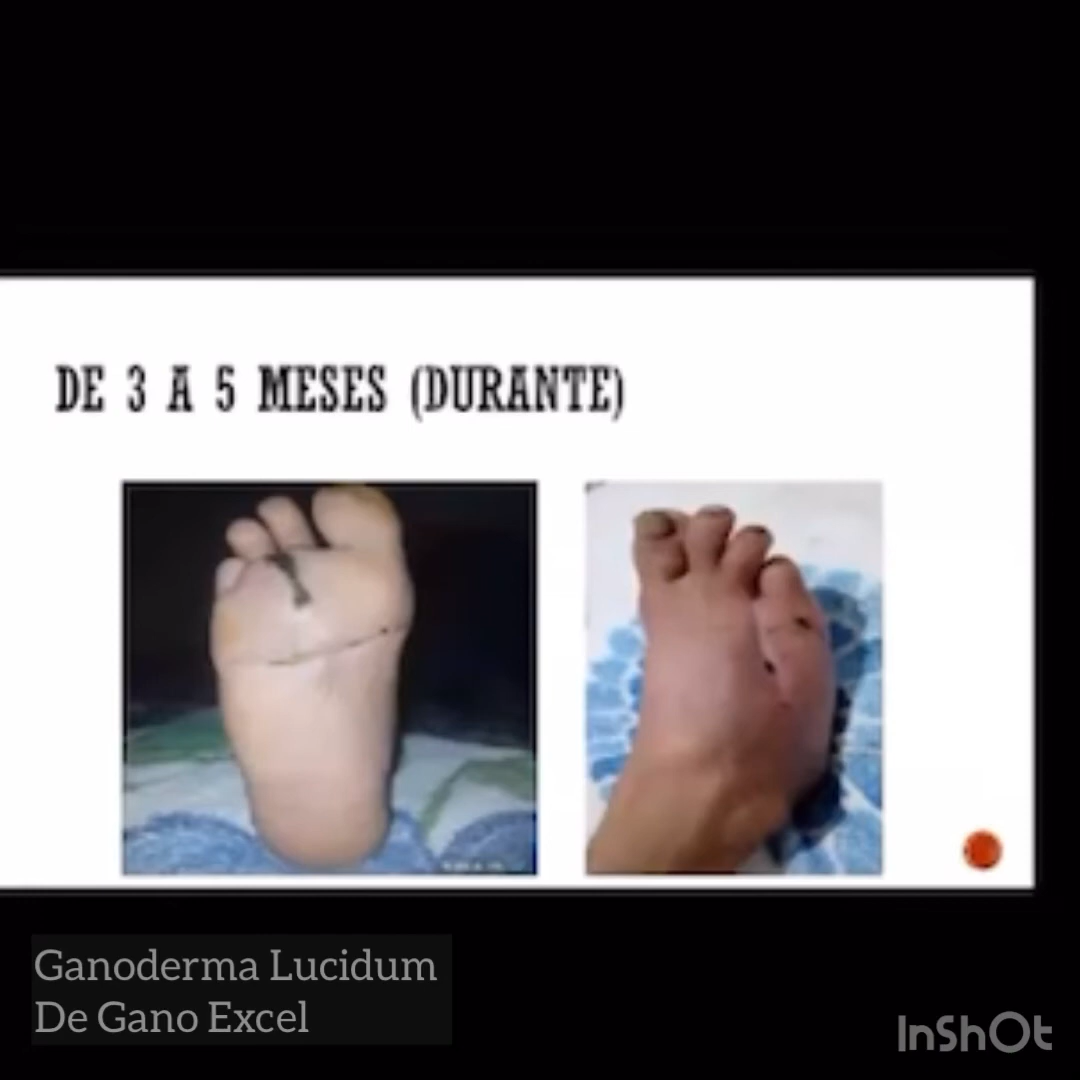 DE 3 A 5 MESES (DURANTE)
Ganoderma Lucidum
De Gano Excel
InShOt